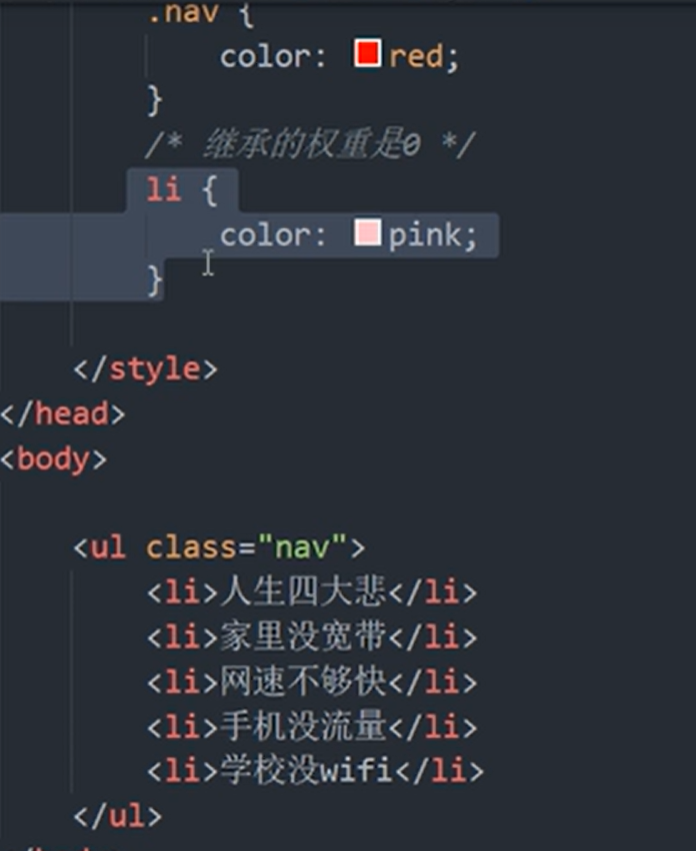 .nav {
color: red;
}
/* 继承的权重是0 */
li {
color: pink;
}
</style>
</head>
<body>
<ul class="nav">
<li>人生四大悲</li>
<li>家里没宽带</li>
<li>网速不够快</li>
<li>手机没流量</li>
<li>学校没wifi</li>
</ul>